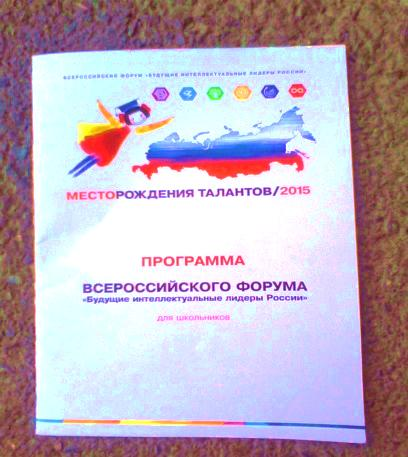 ВСЕРОССИЙСКИЙ ФОРУМ «БУДУЩИЕ ИНТЕЛЛЕКТУАЛЬНЫЕ ЛИДЕРЫ РОССИИ»
МЕСТОРОЖДЕНИЯ ТАЛАНТОВ/2015
ПРОГРАММА
ВСЕРОССИЙСКОГО ФОРУМА
«Будущие интеллектуальные лидеры России»
для школьников